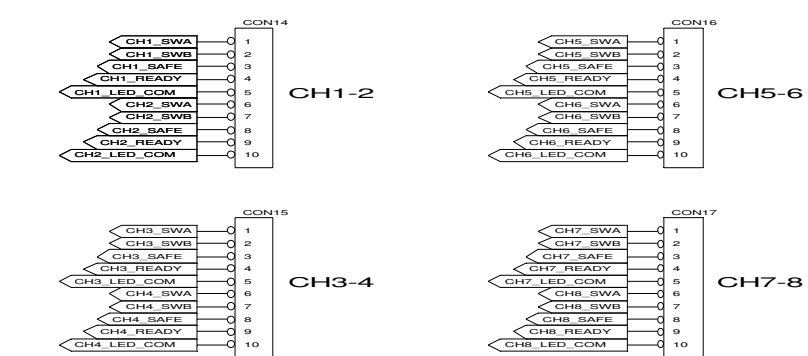 CON14
CH1_SWA 1
CH1_SWB 2
CH1_SAFE 3
CH1_READY 4
CH1_LED_COM 5
CH2_SWA 6
CH2_SWB 7
CH2_SAFE 8
CH2_READY 9
CH2_LED_COM 10
CH1-2
CON16
CH5_SWA 1
CH5_SWB 2
CH5_SAFE 3
CH5_READY 4
CH5_LED_COM 5
CH6_SWA 6
CH6_SWB 7
CH6_SAFE 8
CH6_READY 9
CH6_LED_COM 10
CH5-6
CON15
CH3_SWA 1
CH3_SWB 2
CH3_SAFE 3
CH3_READY 4
CH3_LED_COM 5
CH4_SWA 6
CH4_SWB 7
CH4_SAFE 8
CH4_READY 9
CH4_LED_COM 10
CH3-4
CON17
CH7_SWA 1
CH7_SWB 2
CH7_SAFE 3
CH7_READY 4
CH7_LED_COM 5
CH8_SWA 6
CH8_SWB 7
CH8_SAFE 8
CH8_READY 9
CH8_LED_COM 10
CH7-8